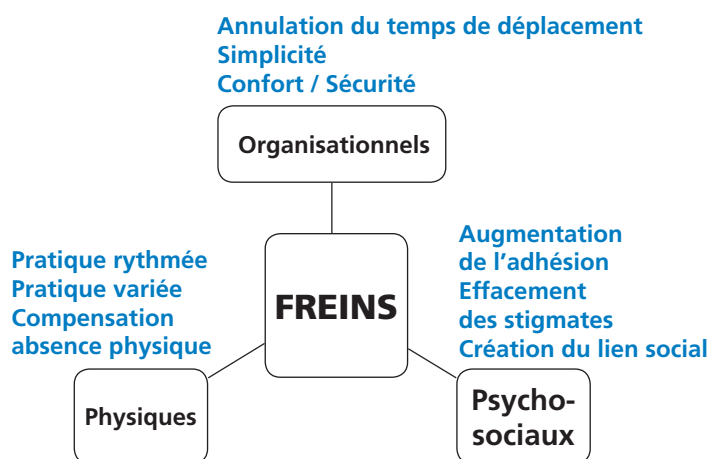 Annulation du temps de déplacement
Simplicité
Confort / Sécurité
Organisationnels
Pratique rythmée
Pratique variée
Compensation
absence physique
FREINS
Augmentation
de l’adhésion
Effacement
des stigmates
Création du lien social
Physiques
Psycho-
sociaux